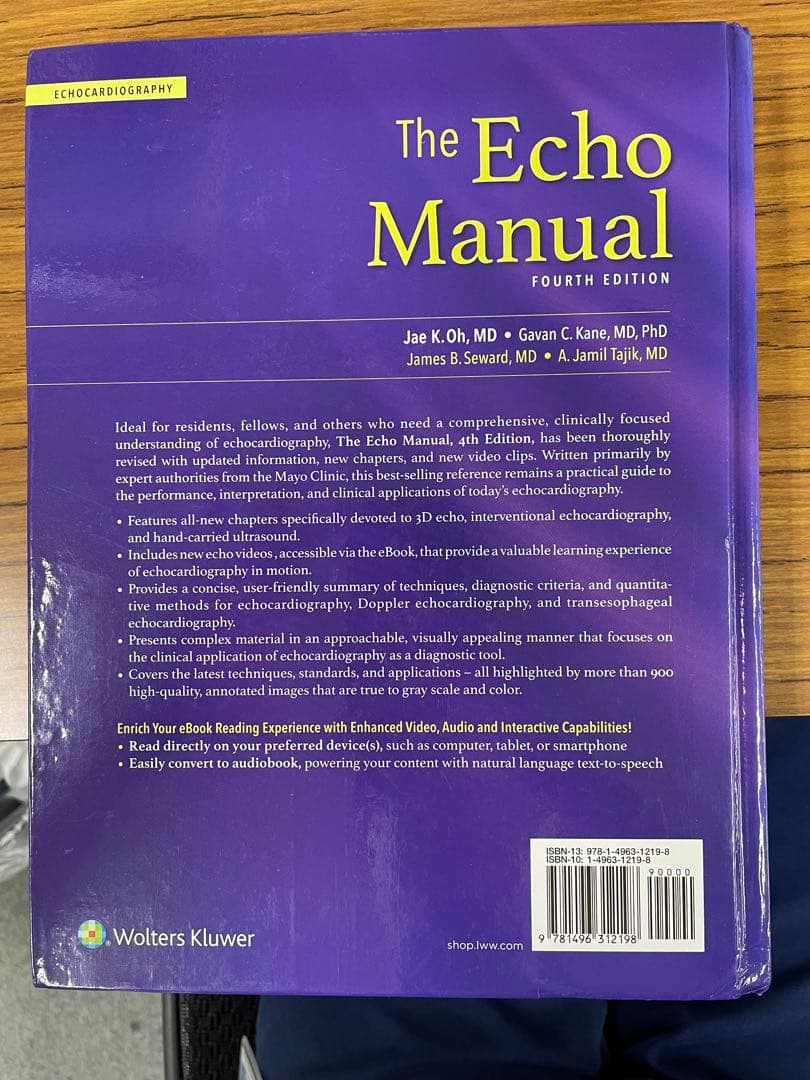 ECHOCARDIOGRAPHY
The Echo
Manual
FOURTH EDITION
Jae K. Oh, MD • Gavan C. Kane, MD, PhD
James B. Seward, MD • A. Jamil Tajik, MD
Ideal for residents, fellows, and others who need a comprehensive, clinically focused
understanding of echocardiography, The Echo Manual, 4th Edition, has been thoroughly
revised with updated information, new chapters, and new video clips. Written primarily by
expert authorities from the Mayo Clinic, this best-selling reference remains a practical guide to
the performance, interpretation, and clinical applications of today's echocardiography.
• Features all-new chapters specifically devoted to 3D echo, interventional echocardiography,
and hand-carried ultrasound.
• Includes new echo videos, accessible via the eBook, that provide a valuable learning experience
of echocardiography in motion.
• Provides a concise, user-friendly summary of techniques, diagnostic criteria, and quantita-
tive methods for echocardiography, Doppler echocardiography, and transesophageal
echocardiography.
• Presents complex material in an approachable, visually appealing manner that focuses on
the clinical application of echocardiography as a diagnostic tool.
• Covers the latest techniques, standards, and applications – all highlighted by more than 900
high-quality, annotated images that are true to gray scale and color.
Enrich Your eBook Reading Experience with Enhanced Video, Audio and Interactive Capabilities!
• Read directly on your preferred device(s), such as computer, tablet, or smartphone
• Easily convert to audiobook, powering your content with natural language text-to-speech
ISBN-13: 978-1-4963-1219-8
ISBN-10: 1-4963-1219-8
90000
9 781496 312198
Wolters Kluwer
shop.lww.com